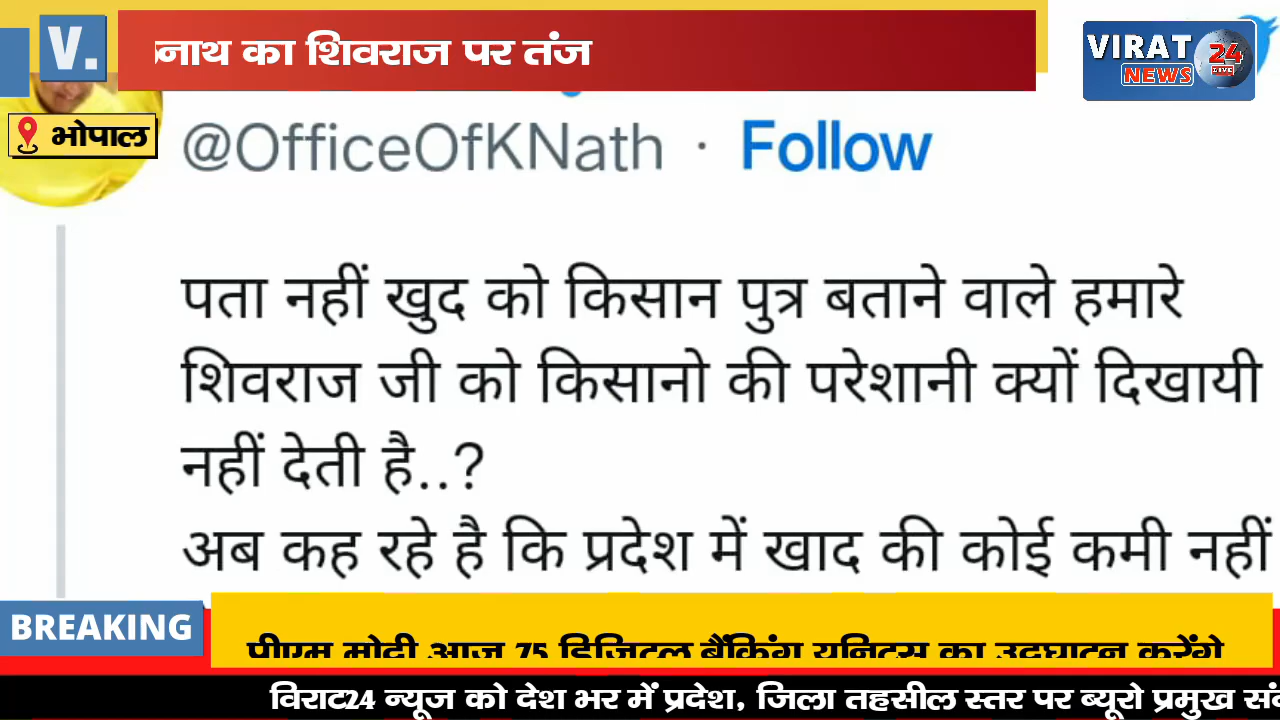 V.
नाथ का शिवराज पर तंज
VIRAT 24
NEWS LIVE
भोपाल
@OfficeOfKNath · Follow
पता नहीं खुद को किसान पुत्र बताने वाले हमारे
शिवराज जी को किसानो की परेशानी क्यों दिखायी
नहीं देती है..?
अब कह रहे है कि प्रदेश में खाद की कोई कमी नहीं
BREAKING
पीएम मोदी आज 75 डिजिटल बैंकिंग यूनिट्स का उद्घाटन करेंगे
विराट24 न्यूज को देश भर में प्रदेश, जिला तहसील स्तर पर ब्यूरो प्रमुख